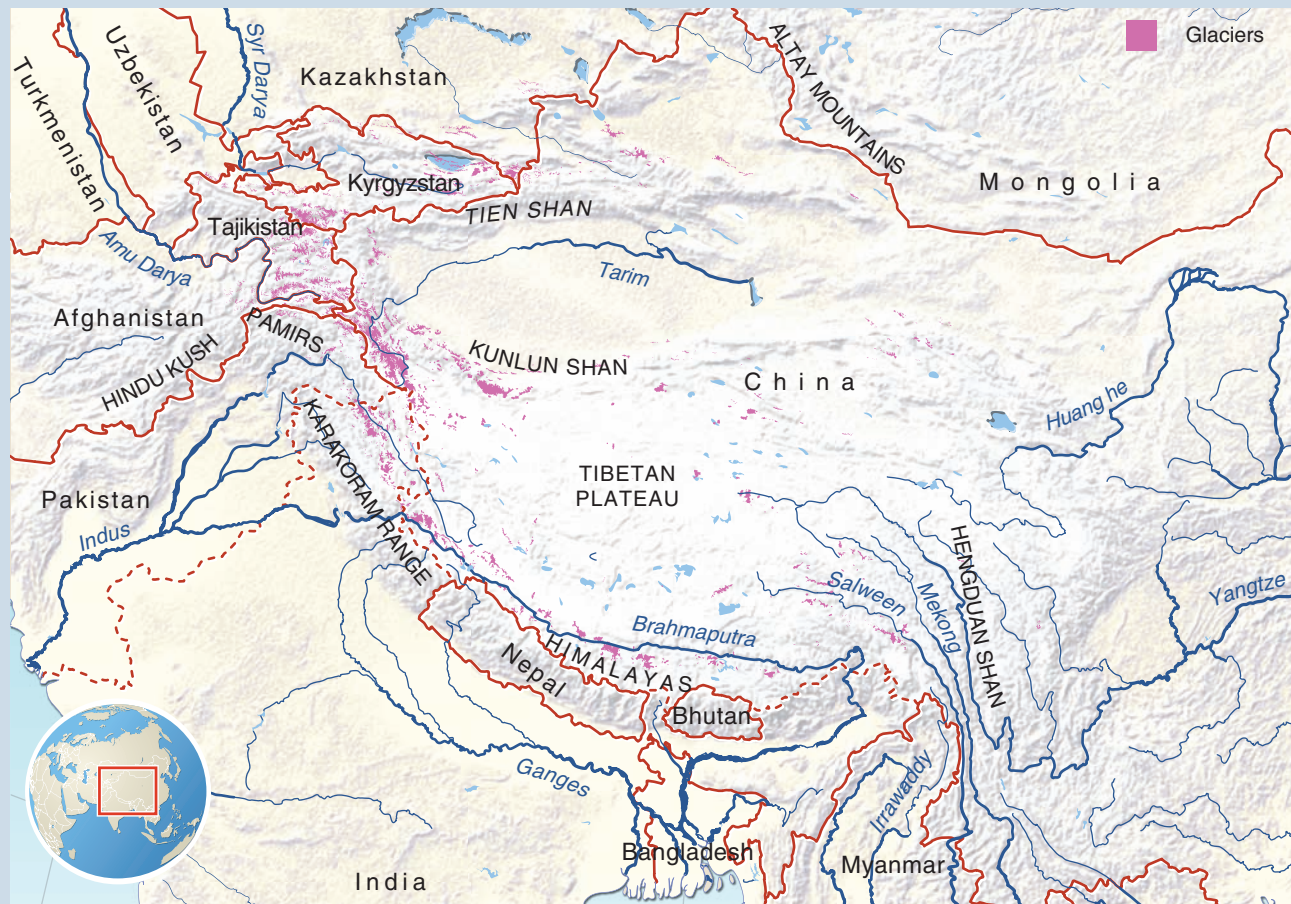 Glaciers
Kazakhstan
Uzbekistan
Turkmenistan
Syr Darya
ALTAY MOUNTAINS
Mongolia
Kyrgyzstan
TIEN SHAN
Tajikistan
Amu Darya
Tarim
Afghanistan
PAMIRS
HINDU KUSH
KUNLUN SHAN
China
Huang he
KARAKORAM RANGE
TIBETAN
PLATEAU
Pakistan
Indus
HENGDUAN SHAN
Salween
Mekong
Yangtze
Brahmaputra
HIMALAYAS
Nepal
Bhutan
Ganges
Irrawaddy
Bangladesh
Myanmar
India